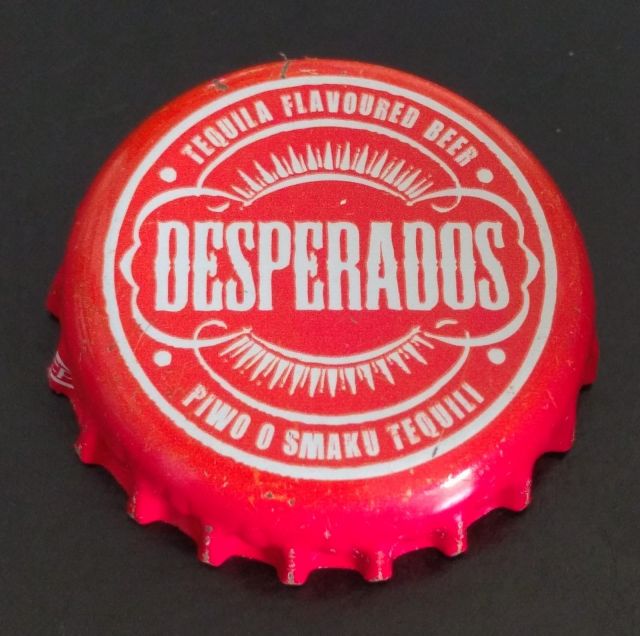 TEQUILA FLAVOURED BEER
DESPERADOS
PIWO O SMAKU TEQUILI